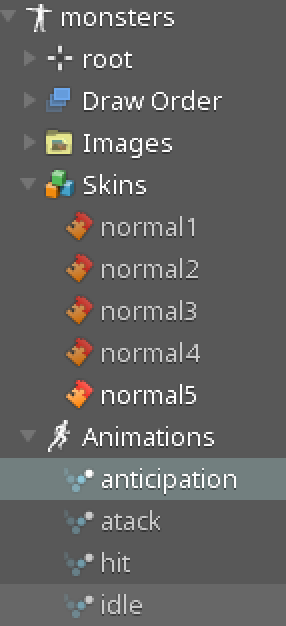 monsters
root
Draw Order
Images
Skins
normal1
normal2
normal3
normal4
normal5
Animations
anticipation
atack
hit
idle